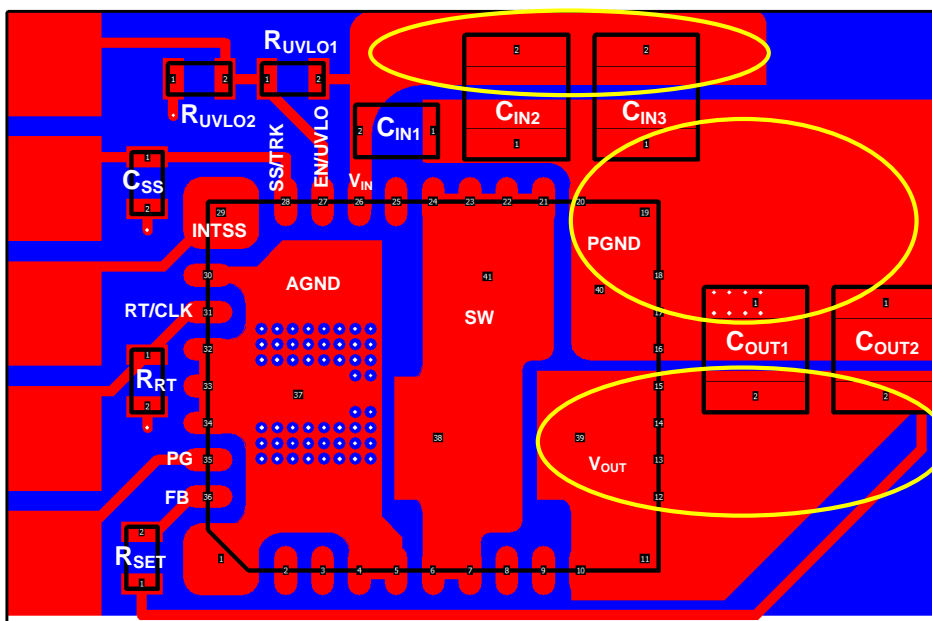 RUVLO1
2
2
1
2
1
2
RUVLO2
CIN1
2
1
CIN2
CIN3
1
1
SS/TRK
EN/UVLO
VIN
1
CSS
2
29
28
27
26
25
24
23
22
21
20
19
INTSS
PGND
30
AGND
41
40
18
RT/CLK
31
SW
17
1
1
COUT1
COUT2
32
16
1
RRT
2
33
37
15
2
2
34
38
39
14
PG
35
VOUT
13
FB
36
12
2
RSET
1
1
2
3
4
5
6
7
8
9
10
11